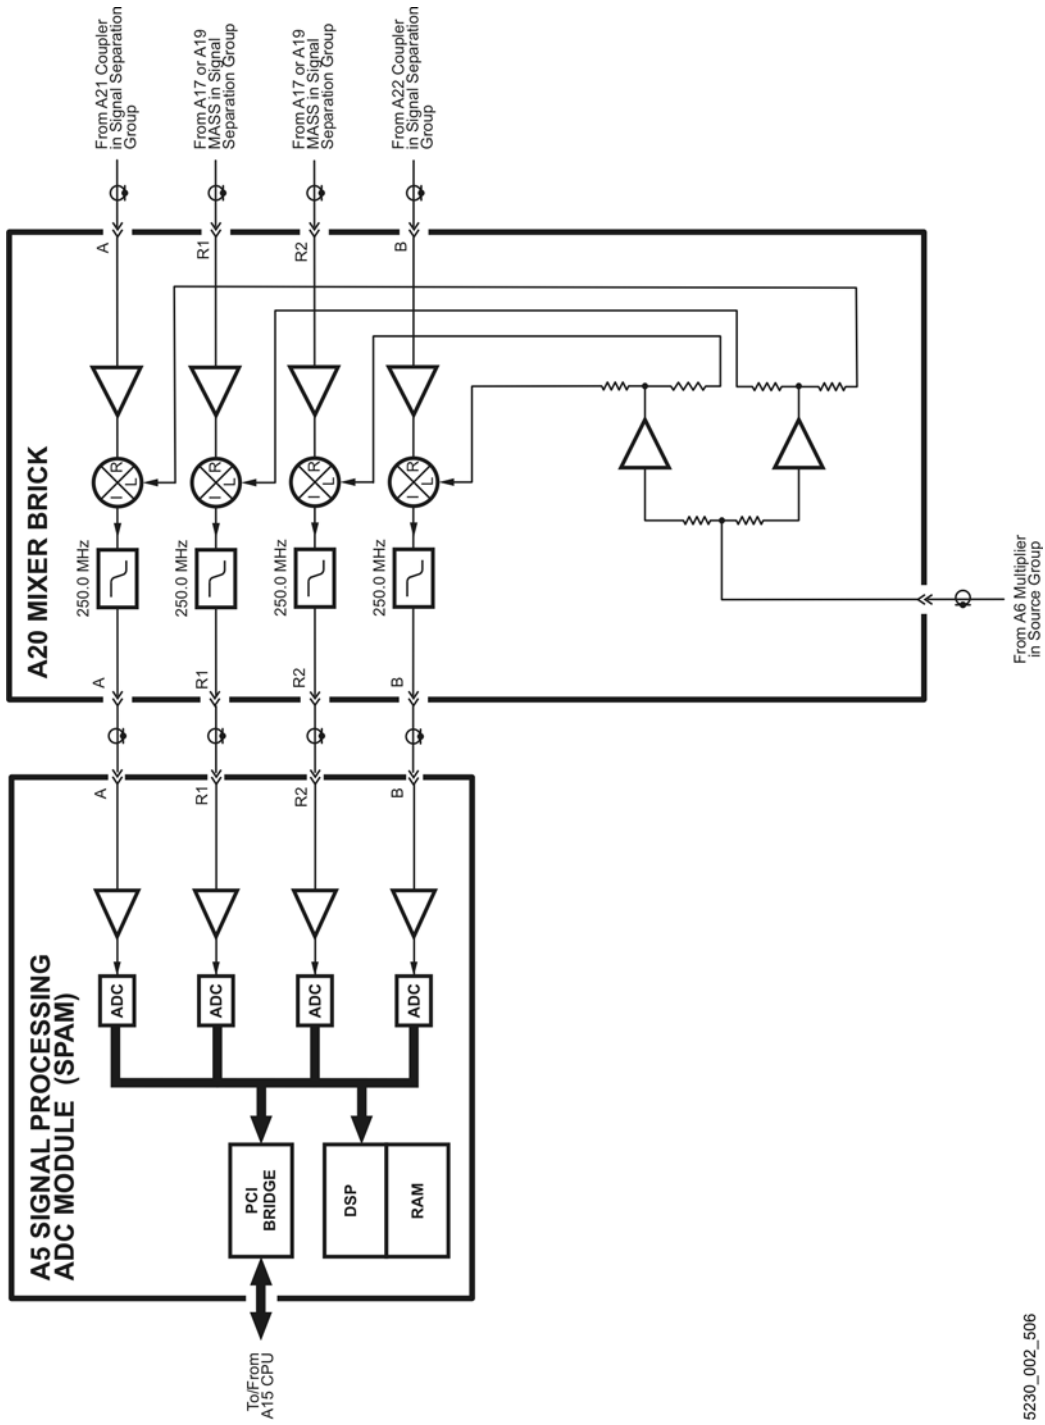 From A21 Coupler
in Signal Separation
Group
From A17 or A19
MASS in Signal
Separation Group
From A17 or A19
MASS in Signal
Separation Group
From A22 Coupler
in Signal Separation
Group
A
R1
R2
B
A20 MIXER BRICK
R
L
I
R
L
I
R
L
I
R
L
I
250.0 MHz
250.0 MHz
250.0 MHz
250.0 MHz
From A6 Multiplier
in Source Group
A
R1
R2
B
A
R1
R2
B
A5 SIGNAL PROCESSING
ADC MODULE (SPAM)
ADC
ADC
ADC
ADC
PCI
BRIDGE
DSP
RAM
To/From
A15 CPU
5230_002_506